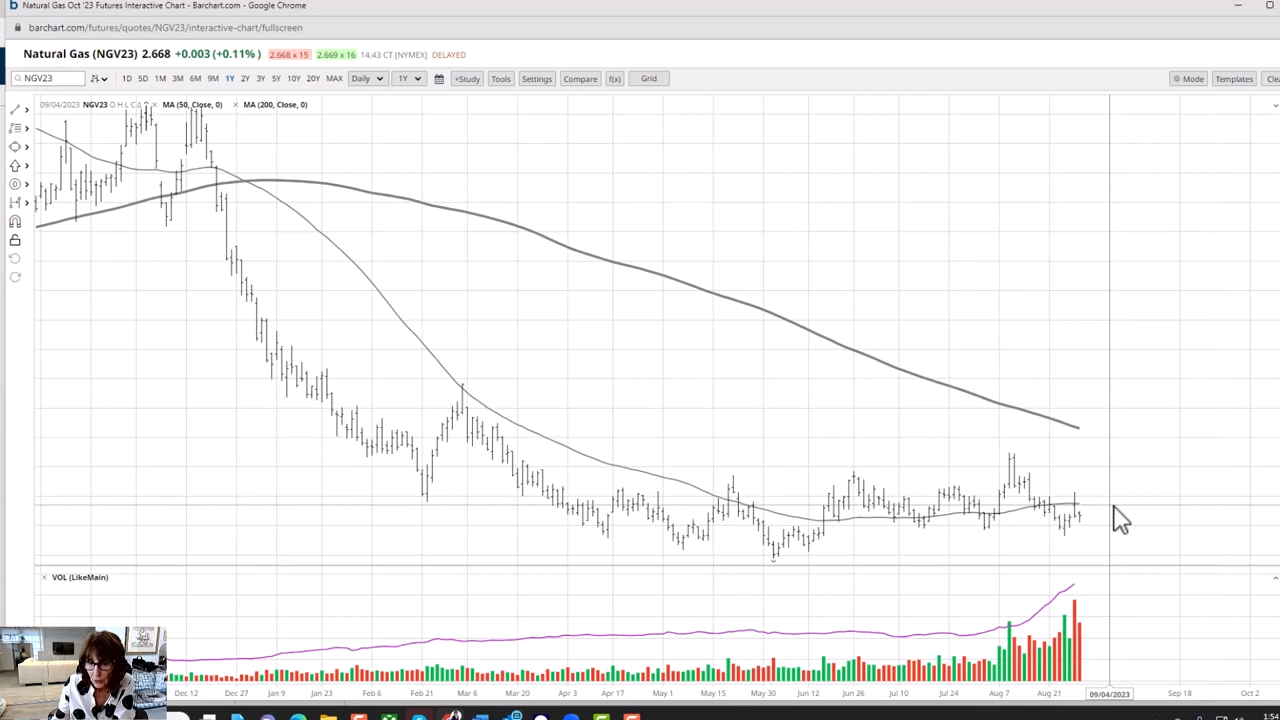 Natural Gas Oct '23 Futures Interactive Chart - Barchart.com - Google Chrome
barchart.com/futures/quotes/NGV23/interactive-chart/fullscreen
Natural Gas (NGV23) 2.668 +0.003 (+0.11%) 2.668 x 15 2.669 x 16 14:43 CT [NYMEX] DELAYED
NGV23 1D 5D 1M 3M 6M 9M 1Y 2Y 3Y 5Y 10Y 20Y MAX Daily 1Y +Study Tools Settings Compare f(x) Grid Mode Templates
09/04/2023 NGV23 O H L C MA (50, Close, 0) MA (200, Close, 0)
VOL (LikeMain)
Dec 12 Dec 27 Jan 9 Jan 23 Feb 6 Feb 21 Mar 6 Mar 20 Apr 3 Apr 17 May 1 May 15 May 30 Jun 12 Jun 26 Jul 10 Jul 24 Aug 7 Aug 21 09/04/2023 Sep 18 Oct 2